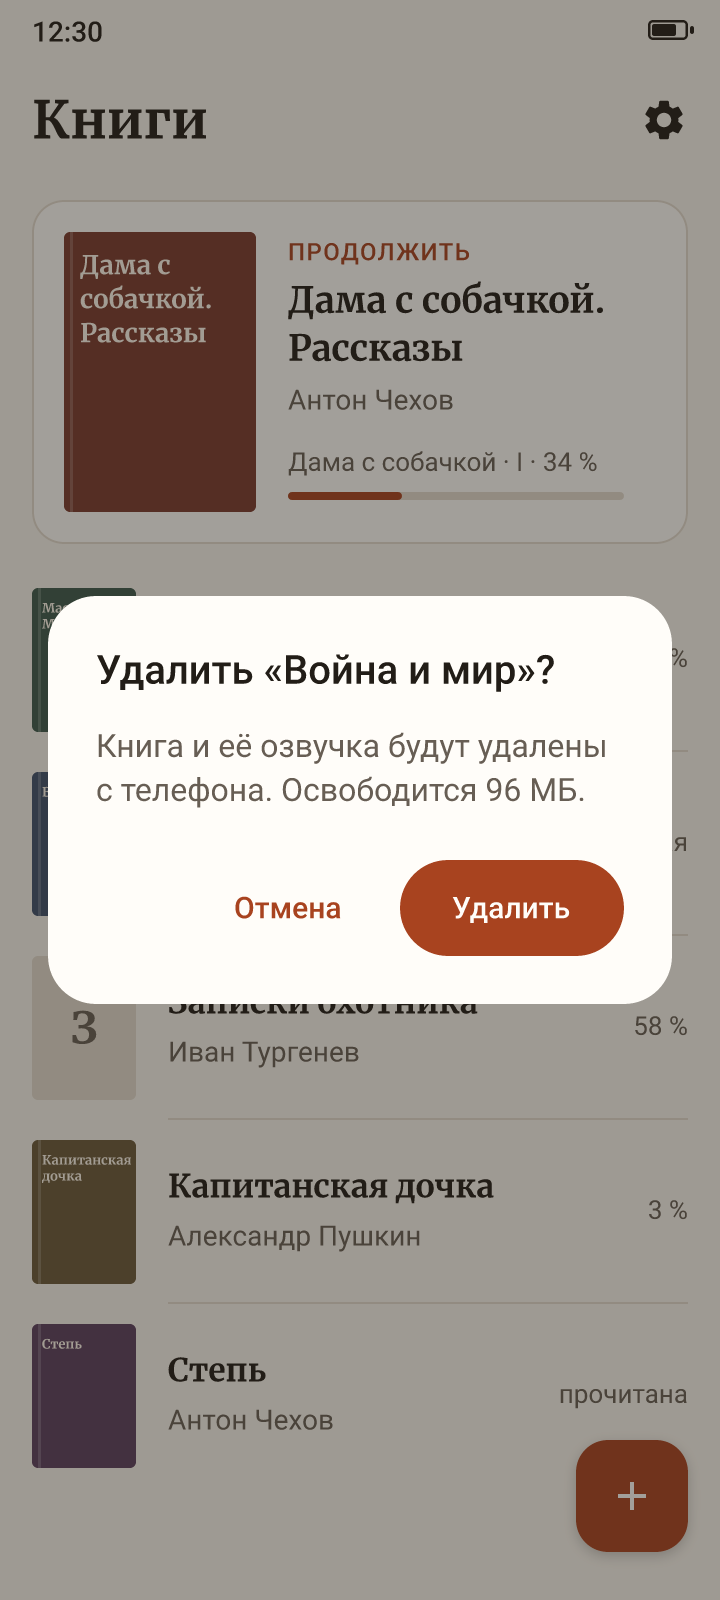 12:30
Книги
Дама с
собачкой.
Рассказы
ПРОДОЛЖИТЬ
Дама с собачкой.
Рассказы
Антон Чехов
Дама с собачкой · I · 34 %
%
Удалить «Война и мир»?
Книга и её озвучка будут удалены
с телефона. Освободится 96 МБ.
Отмена
Удалить
я
З
Записки охотника
Иван Тургенев
58 %
Капитанская
дочка
Капитанская дочка
Александр Пушкин
3 %
Степь
Степь
Антон Чехов
прочитана
+